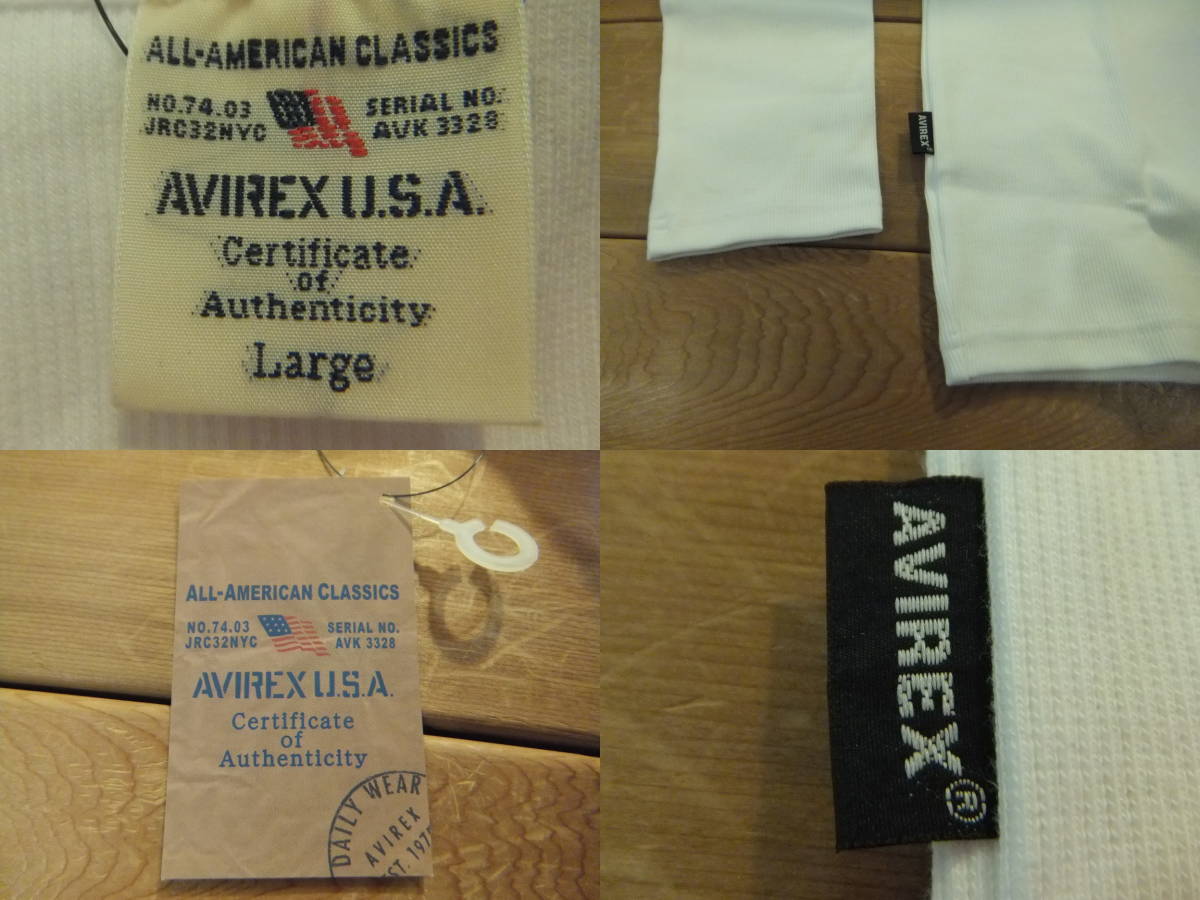 ALL-AMERICAN CLASSICS
NO.74.03
JRC32NYC
SERIAL NO.
AVK 3328
AVIREX U.S.A.
Certificate
of
Authenticity
Large
AVIREX
ALL-AMERICAN CLASSICS
NO.74.03
JRC32NYC
SERIAL NO.
AVK 3328
AVIREX U.S.A.
Certificate
of
Authenticity
DAILY WEAR
AVIREX
AVIREX®